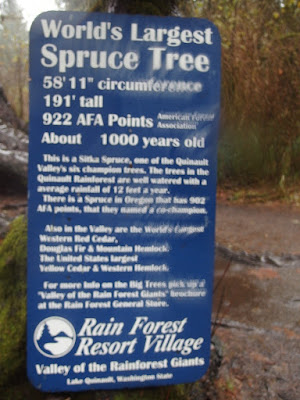 World's Largest
Spruce Tree
58' 11" circumference
191' tall
922 AFA Points American Forest
Association
About 1000 years old
This is a Sitka Spruce, one of the Quinault
Valley's six champion trees. The trees in the
Quinault Rainforest are well watered with a
average rainfall of 12 feet a year.
There is a Spruce in Oregon that has 902
AFA points, that they named a co-champion.
Also in the Valley are the World's Largest
Western Red Cedar,
Douglas Fir & Mountain Hemlock.
The United States largest
Yellow Cedar & Western Hemlock.
For more Info on the Big Trees pick up a
"Valley of the Rain Forest Giants" brochure
at the Rain Forest General Store.
Rain Forest
Resort Village
Valley of the Rainforest Giants
Lake Quinault, Washington State